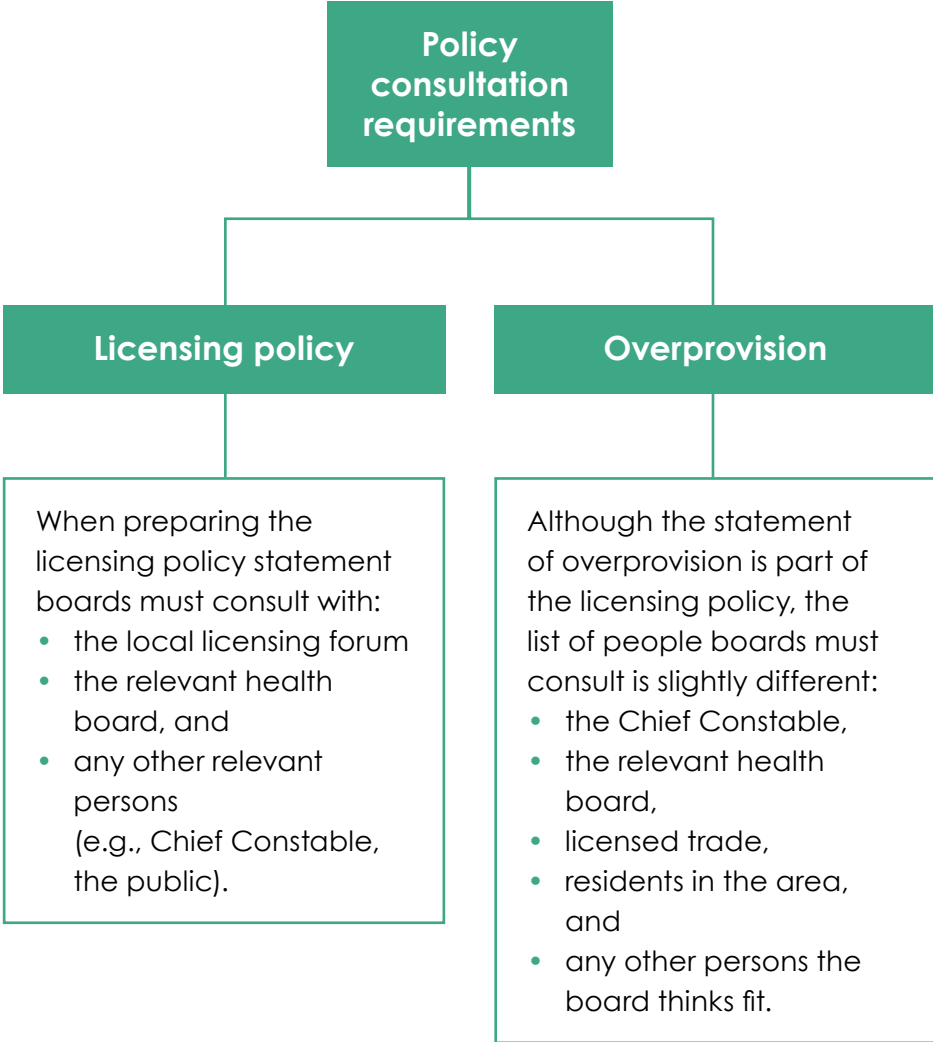 Policy
consultation
requirements
Licensing policy
When preparing the
licensing policy statement
boards must consult with:
• the local licensing forum
• the relevant health
board, and
• any other relevant
persons
(e.g., Chief Constable,
the public).
Overprovision
Although the statement
of overprovision is part of
the licensing policy, the
list of people boards must
consult is slightly different:
• the Chief Constable,
• the relevant health
board,
• licensed trade,
• residents in the area,
and
• any other persons the
board thinks fit.